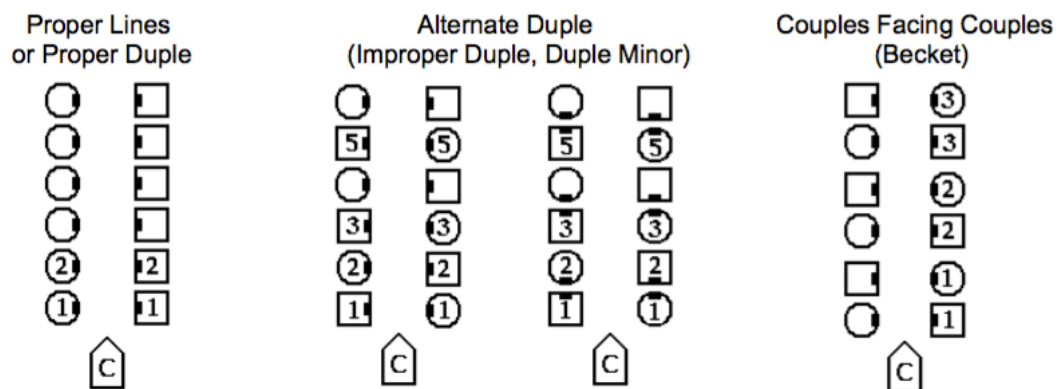 Proper Lines
or Proper Duple
Alternate Duple
(Improper Duple, Duple Minor)
Couples Facing Couples
(Becket)
3
5 5 5 5
3
2
3 3 3 3
2
2 2 2 2 2 2
1
1 1 1 1 1 1
1
C C C C